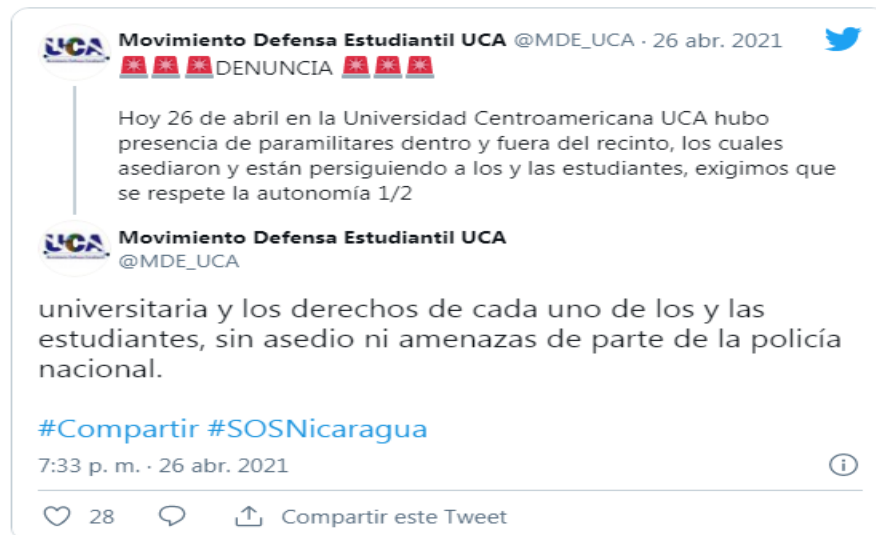 UCA
Movimiento Defensa Estudiantil UCA @MDE_UCA · 26 abr. 2021
🚨🚨🚨DENUNCIA 🚨🚨🚨
Hoy 26 de abril en la Universidad Centroamericana UCA hubo
presencia de paramilitares dentro y fuera del recinto, los cuales
asediaron y están persiguiendo a los y las estudiantes, exigimos que
se respete la autonomía 1/2
UCA
Movimiento Defensa Estudiantil UCA
@MDE_UCA
universitaria y los derechos de cada uno de los y las
estudiantes, sin asedio ni amenazas de parte de la policía
nacional.
#Compartir #SOSNicaragua
7:33 p. m. · 26 abr. 2021
28 Compartir este Tweet